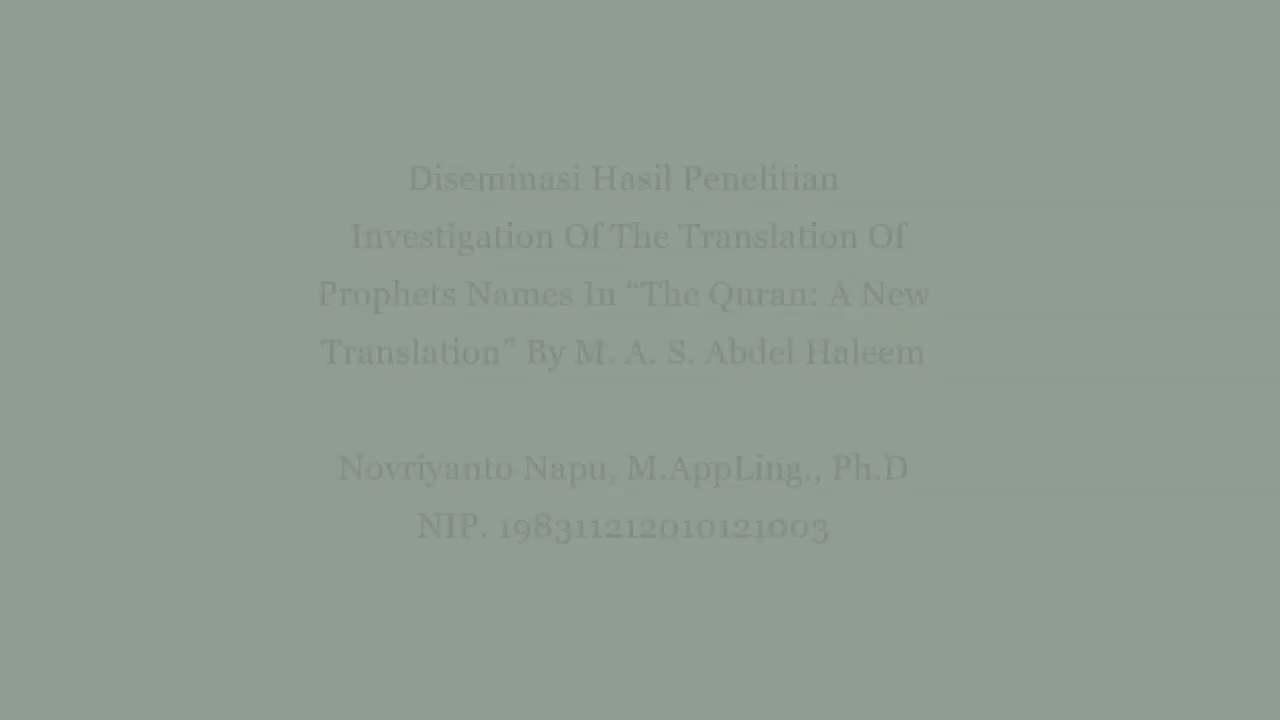 Diseminasi Hasil Penelitian
Investigation Of The Translation Of
Prophets Names In “The Quran: A New
Translation” By M. A. S. Abdel Haleem
Novriyanto Napu, M.AppLing., Ph.D
NIP. 198311212010121003